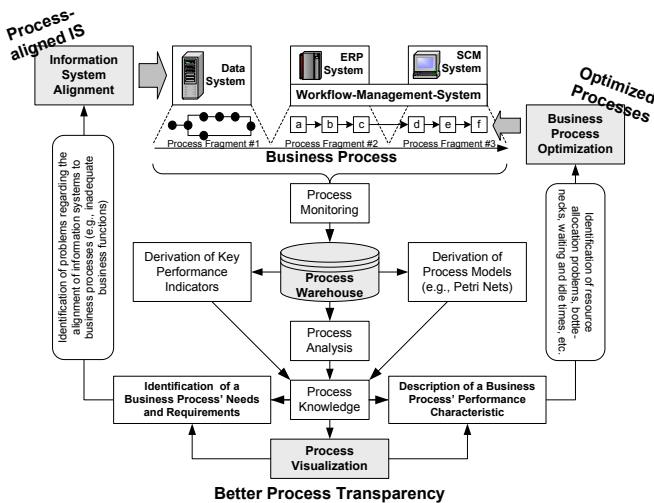 Process-
aligned IS
Information
System
Alignment
Data
System
ERP
System
SCM
System
Workflow-Management-System
a
b
c
d
e
f
Process Fragment #1
Process Fragment #2
Process Fragment #3
Business Process
Optimized
Processes
Business
Process
Optimization
Identification of problems regarding the
alignment of information systems to
business processes (e.g., inadequate
business functions)
Process
Monitoring
Identification of resource
allocation problems, bottle-
necks, waiting and idle times, etc.
Derivation of Key
Performance
Indicators
Process
Warehouse
Derivation of
Process Models
(e.g., Petri Nets)
Process
Analysis
Identification of a
Business Process' Needs
and Requirements
Process
Knowledge
Description of a Business
Process' Performance
Characteristic
Process
Visualization
Better Process Transparency